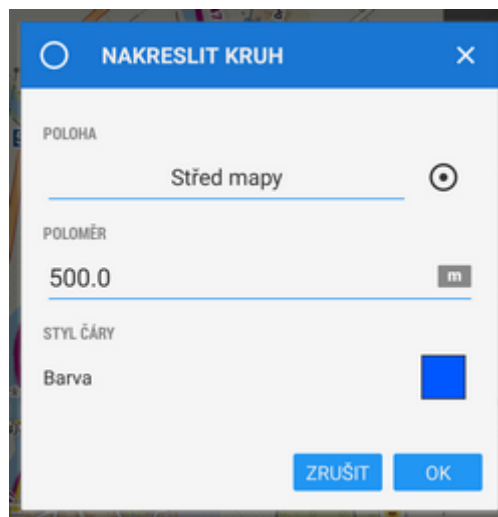 NAKRESLIT KRUH
POLOHA
Střed mapy
POLOMĚR
500.0 m
STYL ČÁRY
Barva
ZRUŠIT OK